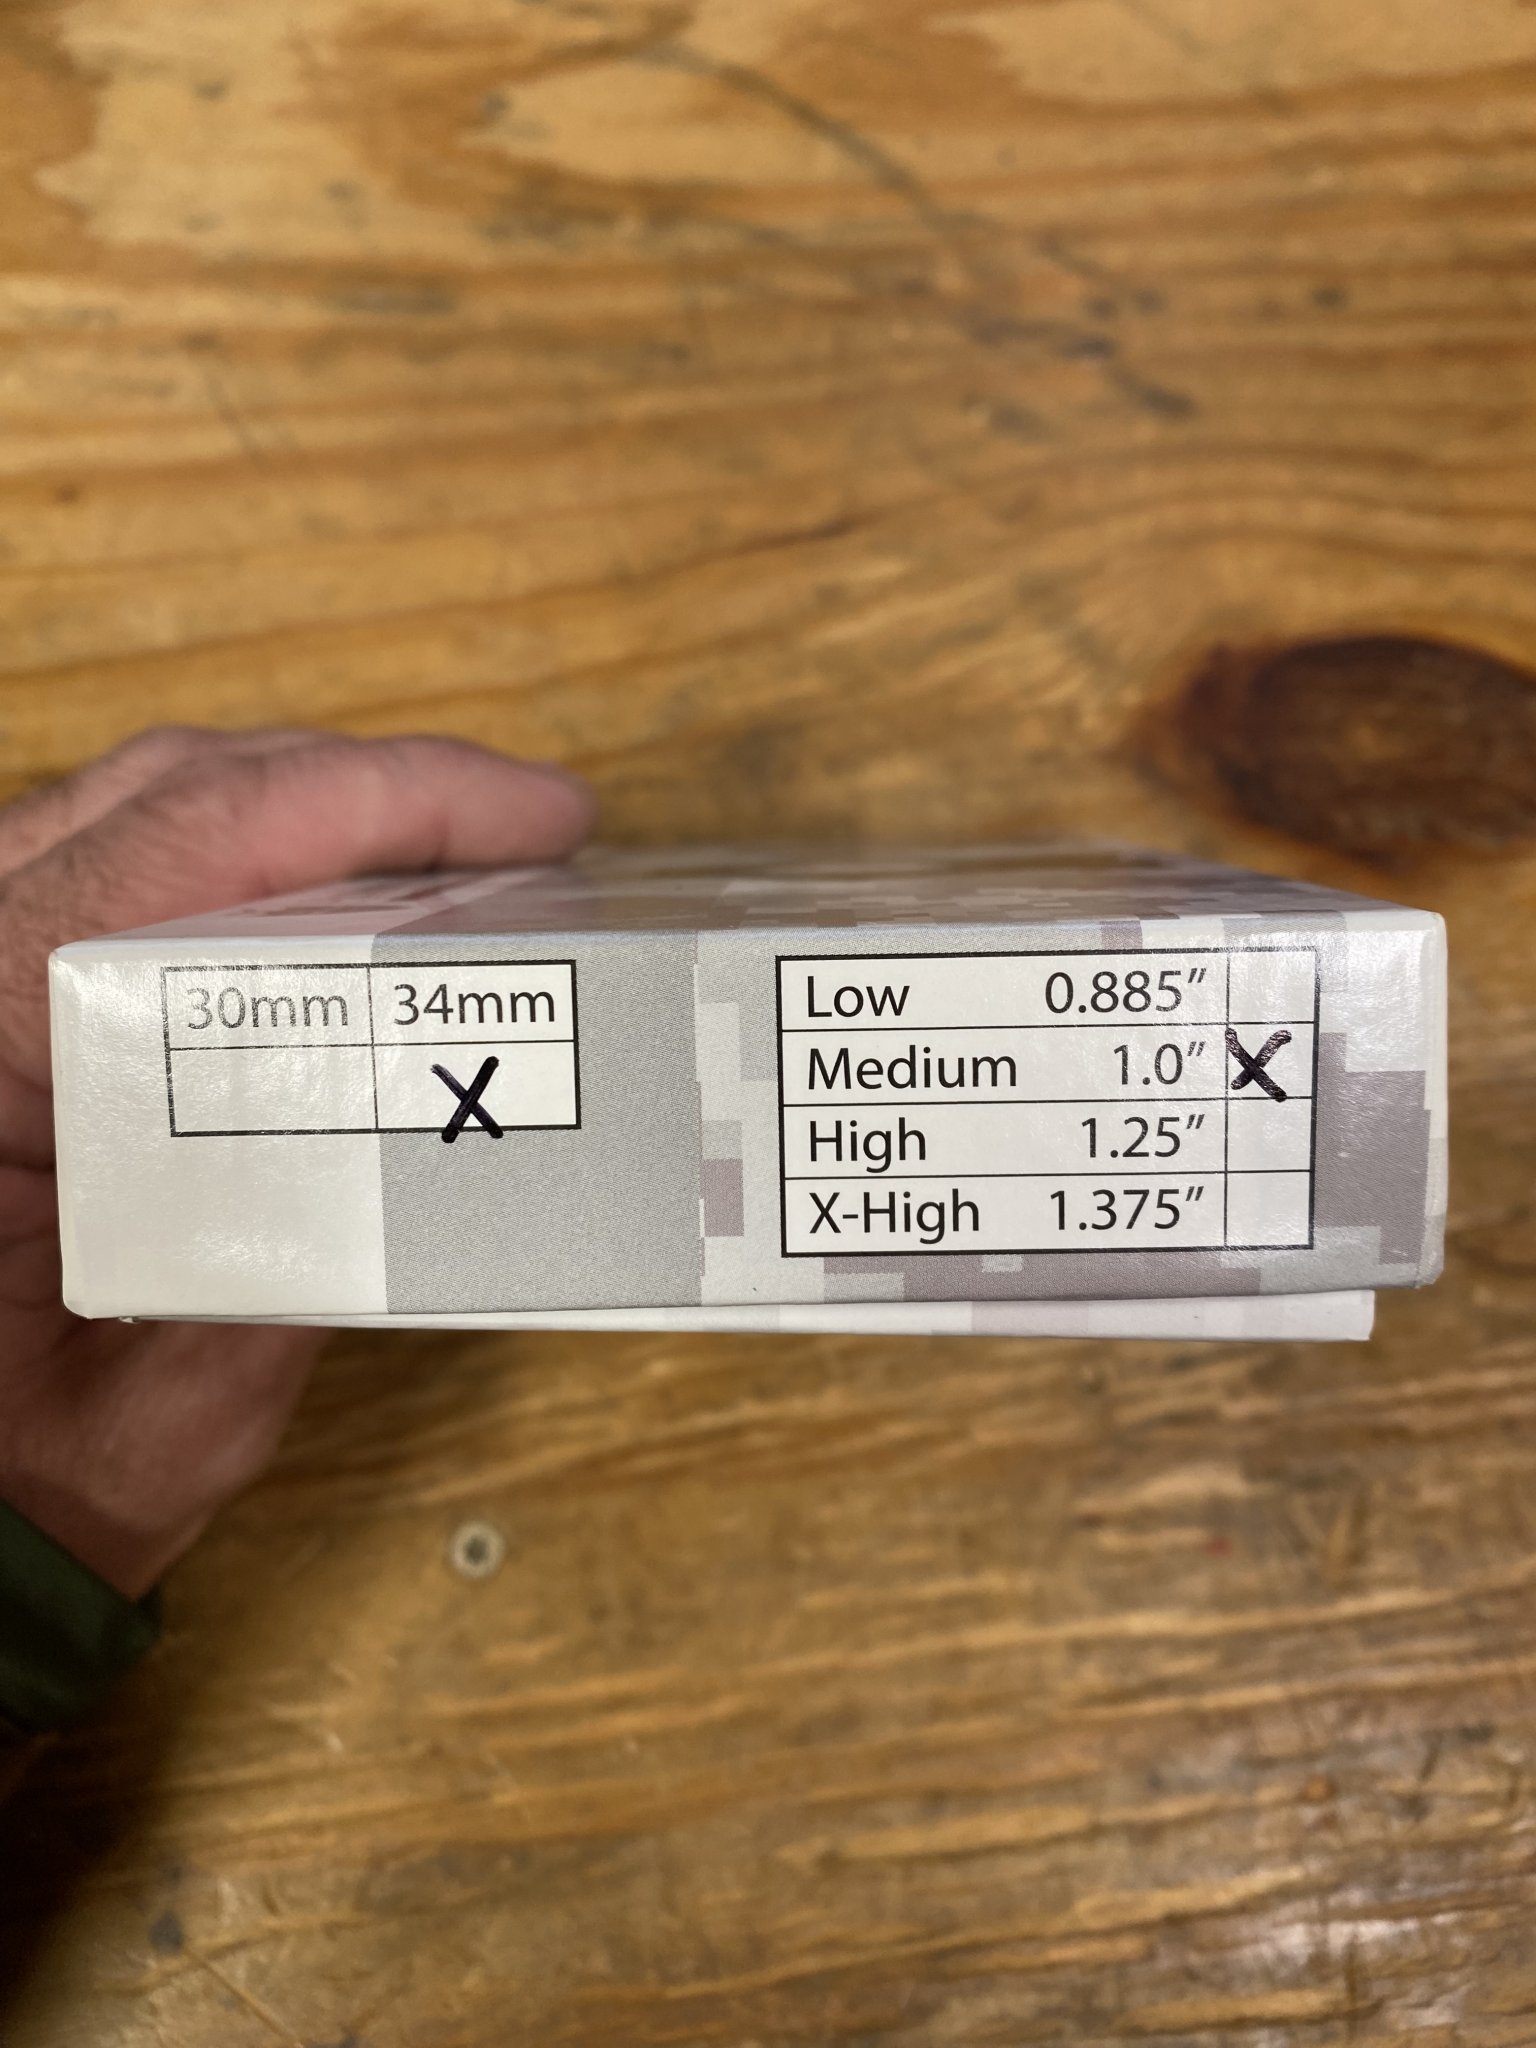 30mm 34mm
X
Low 0.885”
Medium 1.0” X
High 1.25”
X-High 1.375”